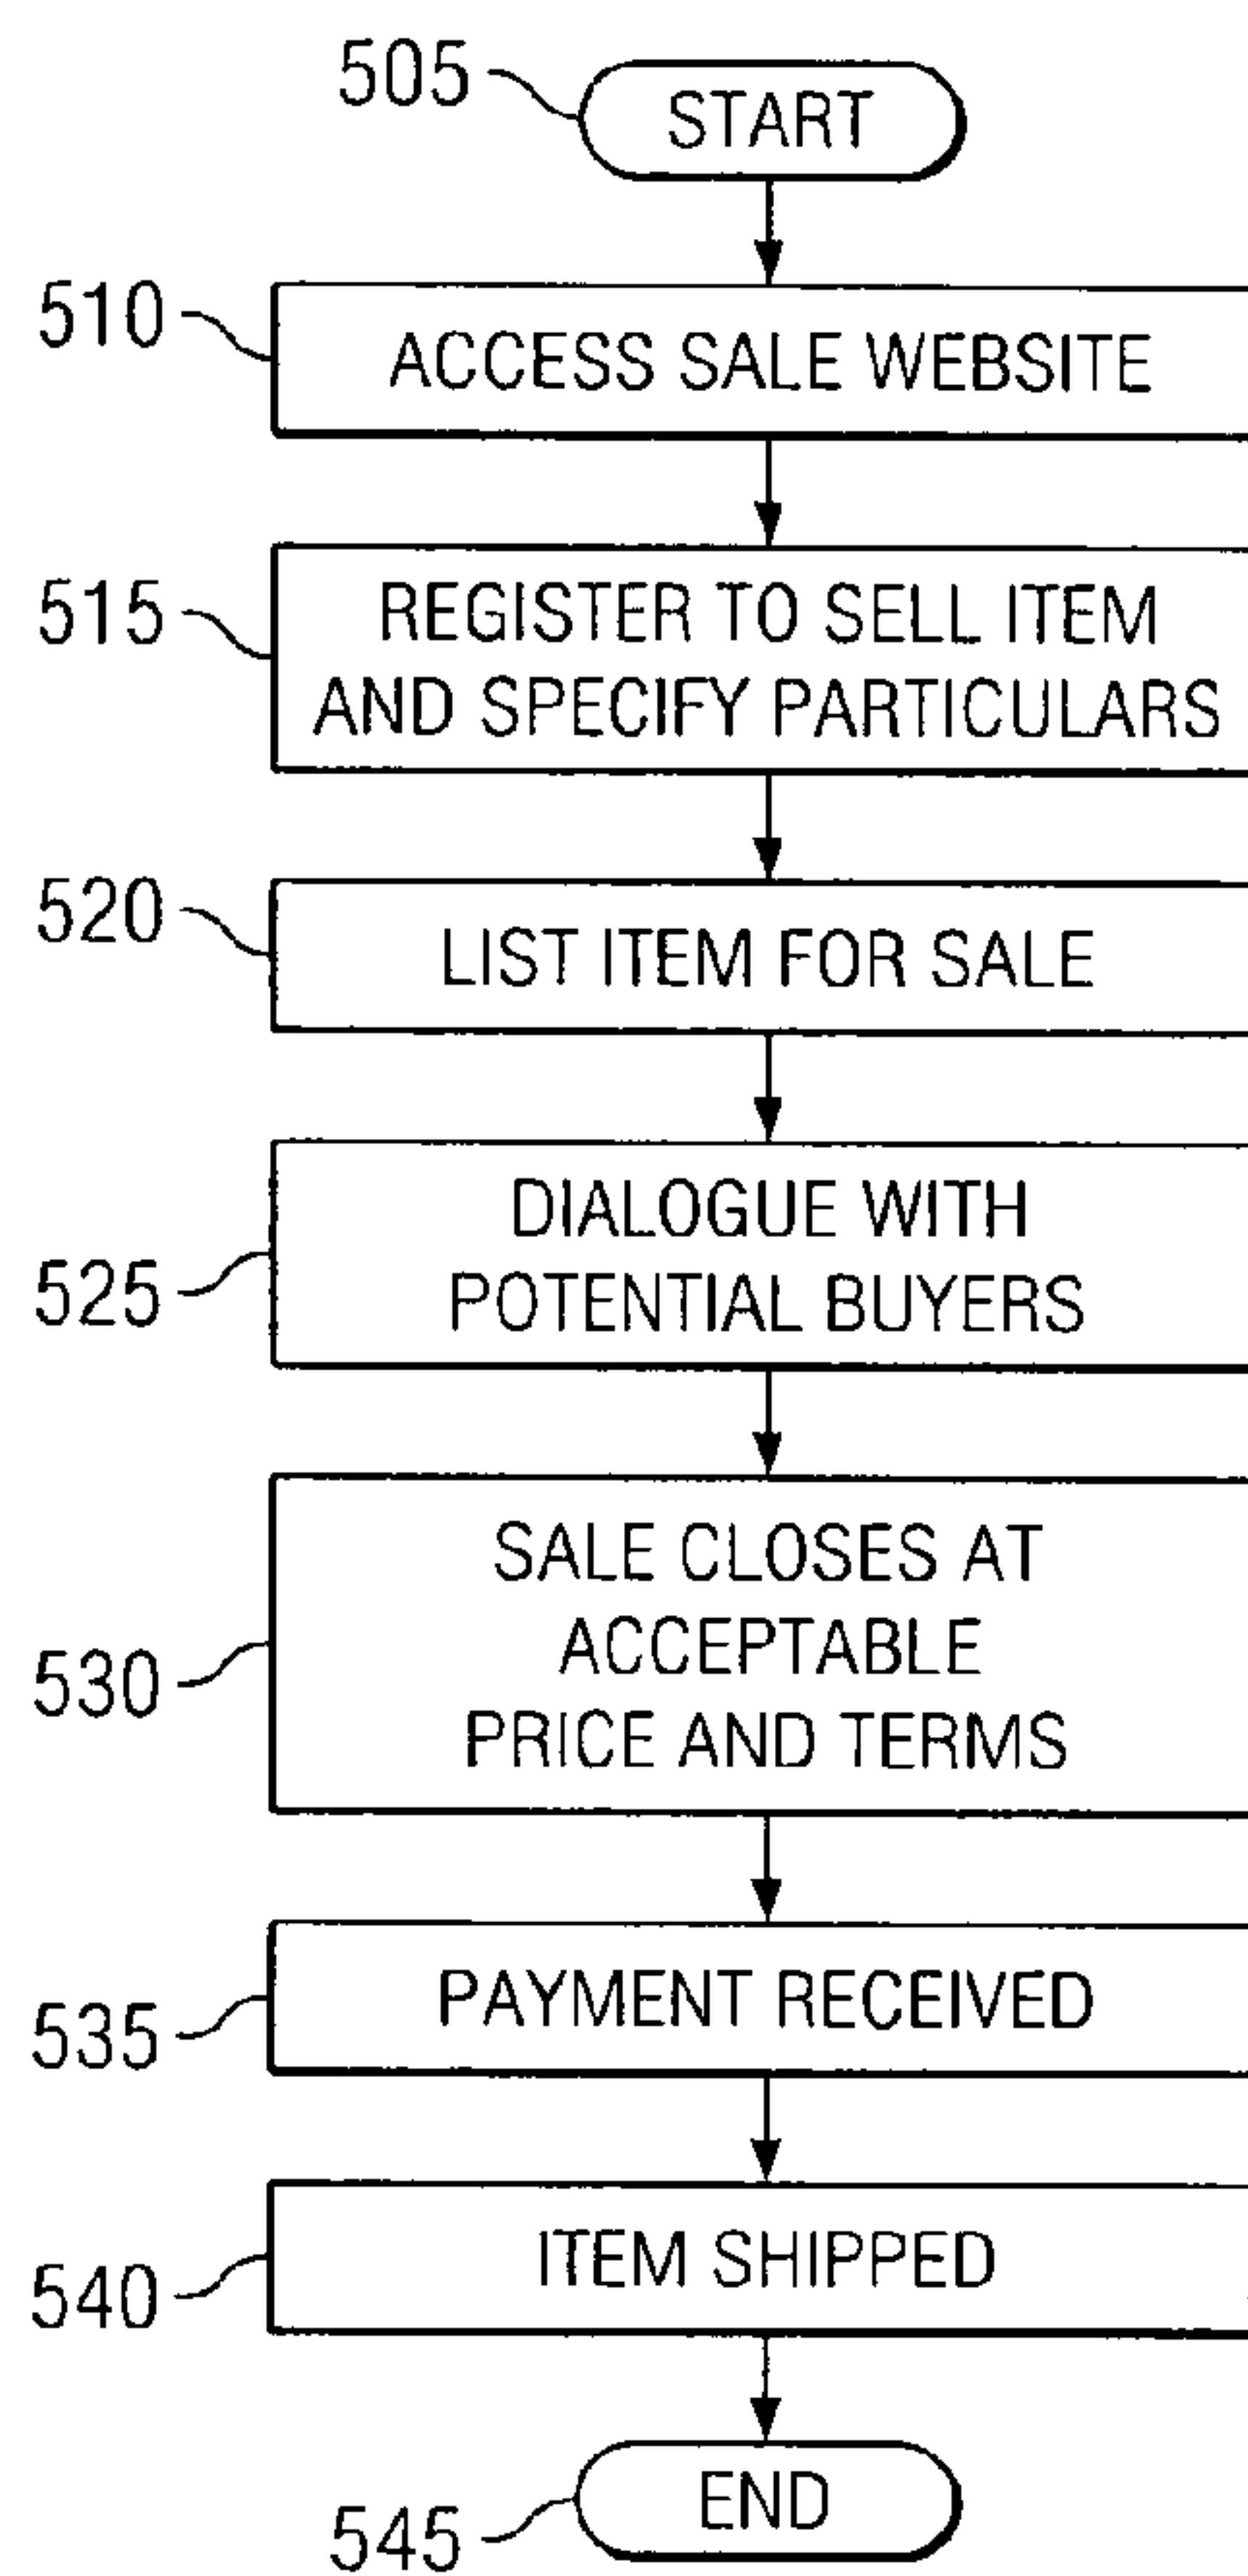 505
START
510
ACCESS SALE WEBSITE
515
REGISTER TO SELL ITEM
AND SPECIFY PARTICULARS
520
LIST ITEM FOR SALE
525
DIALOGUE WITH
POTENTIAL BUYERS
530
SALE CLOSES AT
ACCEPTABLE
PRICE AND TERMS
535
PAYMENT RECEIVED
540
ITEM SHIPPED
545
END